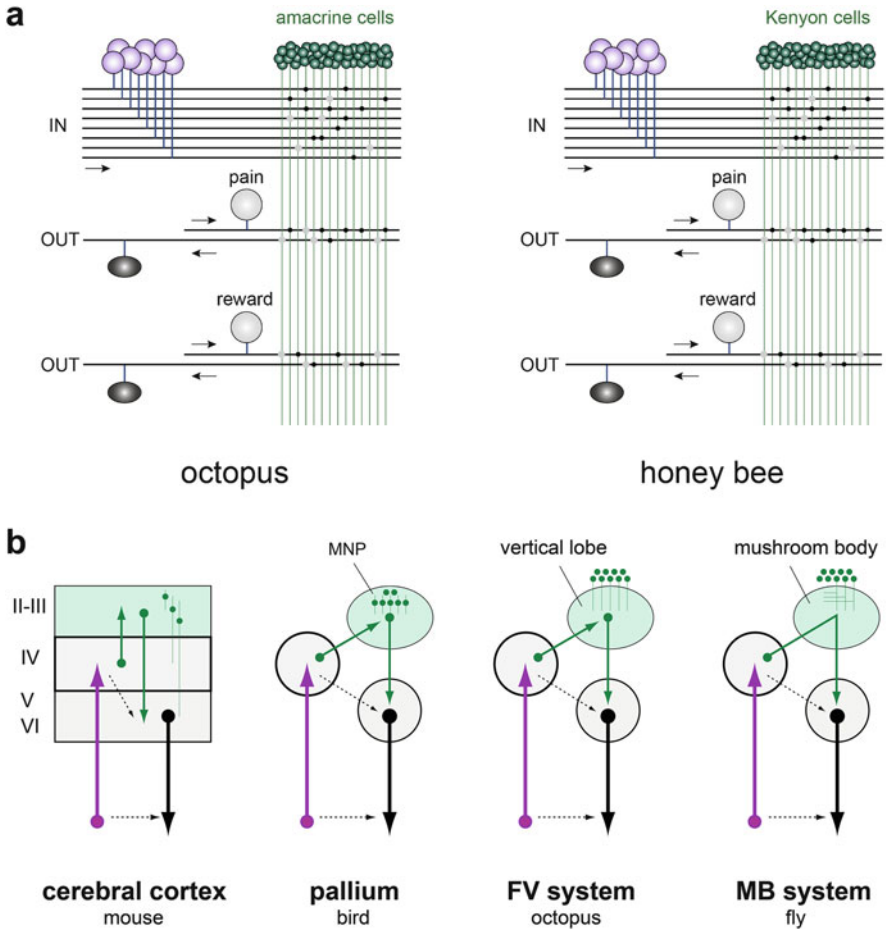 a
amacrine cells
Kenyon cells
IN
IN
pain
pain
OUT
OUT
reward
reward
OUT
OUT
octopus
honey bee
b
MNP
vertical lobe
mushroom body
II-III
IV
V
VI
cerebral cortex
pallium
FV system
MB system
mouse
bird
octopus
fly